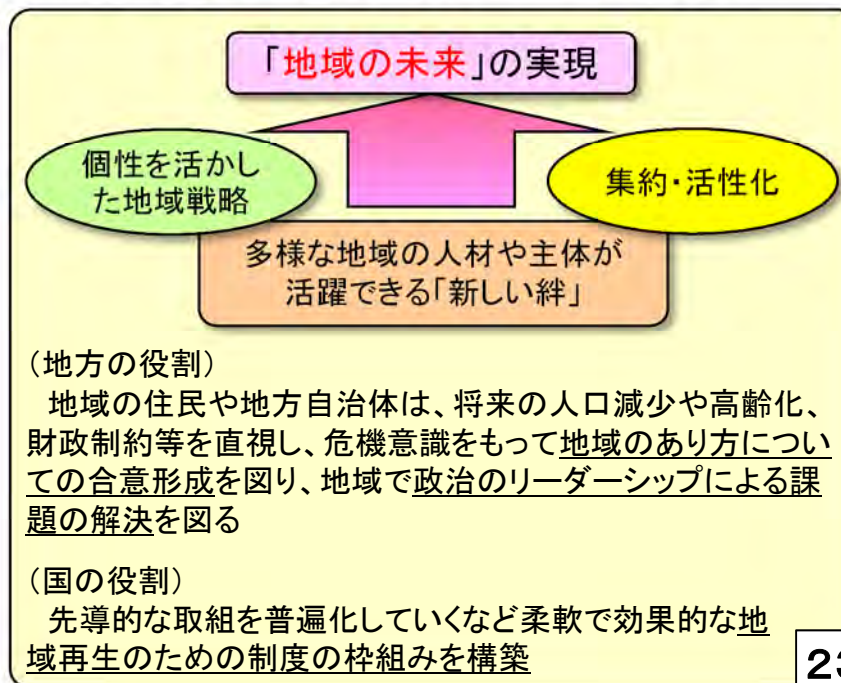 「地域の未来」の実現
個性を活かし
た地域戦略
集約・活性化
多様な地域の人材や主体が
活躍できる「新しい絆」
（地方の役割）
地域の住民や地方自治体は、将来の人口減少や高齢化、
財政制約等を直視し、危機意識をもって地域のあり方につい
ての合意形成を図り、地域で政治のリーダーシップによる課
題の解決を図る
（国の役割）
先導的な取組を普遍化していくなど柔軟で効果的な地
域再生のための制度の枠組みを構築
23